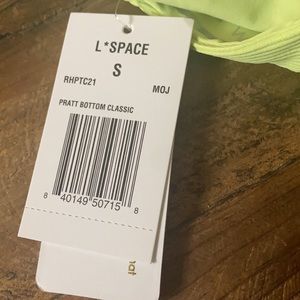 L*SPACE
S
RHPTC21 MOJ
PRATT BOTTOM CLASSIC
8 40149 50715 8